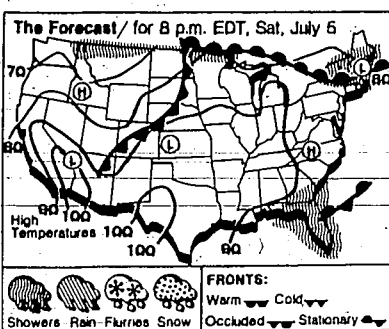 The Forecast / for 8 p.m. EDT, Sat, July 5
70
H
L
80
80
L
L
H
90 100
High
Temperatures
100
100
90
Showers Rain Flurries Snow
FRONTS:
Warm Cold
Occluded Stationary